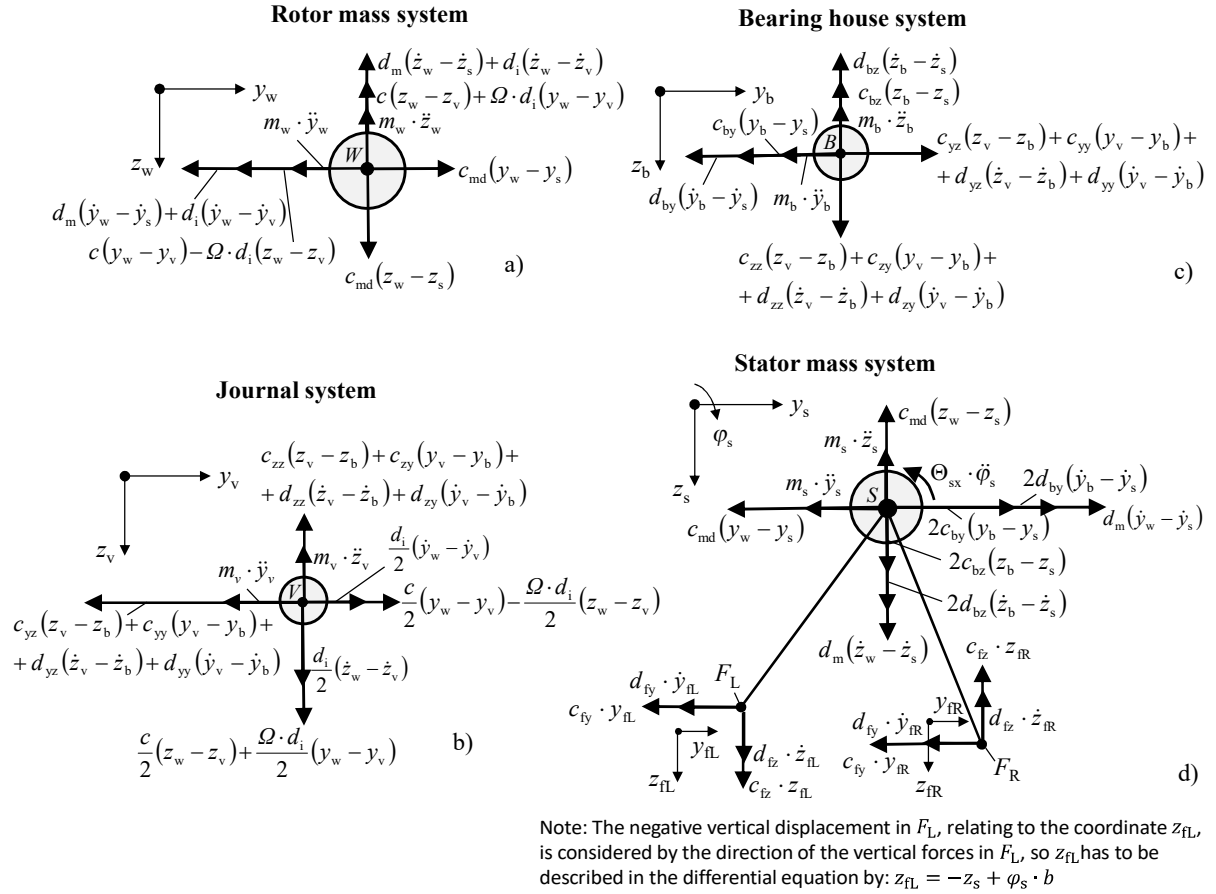 Rotor mass system
d_m(ż_w − ż_s) + d_i(ż_w − ż_v)
c(z_w − z_v) + Ω · d_i(y_w − y_v)
y_w
m_w · ÿ_w
m_w · z̈_w
W
z_w
c_md(y_w − y_s)
d_m(ẏ_w − ẏ_s) + d_i(ẏ_w − ẏ_v)
c(y_w − y_v) − Ω · d_i(z_w − z_v)
c_md(z_w − z_s)
a)
Bearing house system
d_bz(ż_b − ż_s)
c_bz(z_b − z_s)
y_b
c_by(y_b − y_s)
m_b · z̈_b
B
z_b
c_yz(z_v − z_b) + c_yy(y_v − y_b) +
+ d_yz(ż_v − ż_b) + d_yy(ẏ_v − ẏ_b)
d_by(ẏ_b − ẏ_s)
m_b · ÿ_b
c_zz(z_v − z_b) + c_zy(y_v − y_b) +
+ d_zz(ż_v − ż_b) + d_zy(ẏ_v − ẏ_b)
c)
Journal system
c_zz(z_v − z_b) + c_zy(y_v − y_b) +
+ d_zz(ż_v − ż_b) + d_zy(ẏ_v − ẏ_b)
y_v
z_v
m_v · z̈_v
d_i/2 (ẏ_w − ẏ_v)
m_v · ÿ_v
V
c/2 (y_w − y_v) − Ω · d_i/2 (z_w − z_v)
c_yz(z_v − z_b) + c_yy(y_v − y_b) +
+ d_yz(ż_v − ż_b) + d_yy(ẏ_v − ẏ_b)
d_i/2 (ż_w − ż_v)
c/2 (z_w − z_v) + Ω · d_i/2 (y_w − y_v)
b)
Stator mass system
y_s
φ_s
z_s
c_md(z_w − z_s)
m_s · z̈_s
Θ_sx · φ̈_s
m_s · ÿ_s
S
2d_by(ẏ_b − ẏ_s)
c_md(y_w − y_s)
2c_by(y_b − y_s)
d_m(ẏ_w − ẏ_s)
2c_bz(z_b − z_s)
2d_bz(ż_b − ż_s)
d_m(ż_w − ż_s)
F_L
d_fy · ẏ_fL
c_fy · y_fL
y_fL
z_fL
d_fz · ż_fL
c_fz · z_fL
c_fz · z_fR
y_fR
d_fy · ẏ_fR
d_fz · ż_fR
c_fy · y_fR
z_fR
F_R
d)
Note: The negative vertical displacement in F_L, relating to the coordinate z_fL,
is considered by the direction of the vertical forces in F_L, so z_fL has to be
described in the differential equation by: z_fL = −z_s + φ_s · b